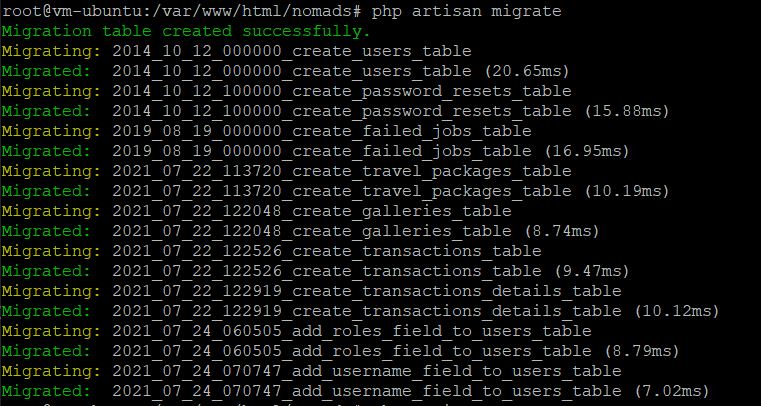 root@vm-ubuntu:/var/www/html/nomads# php artisan migrate
Migration table created successfully.
Migrating: 2014_10_12_000000_create_users_table
Migrated:  2014_10_12_000000_create_users_table (20.65ms)
Migrating: 2014_10_12_100000_create_password_resets_table
Migrated:  2014_10_12_100000_create_password_resets_table (15.88ms)
Migrating: 2019_08_19_000000_create_failed_jobs_table
Migrated:  2019_08_19_000000_create_failed_jobs_table (16.95ms)
Migrating: 2021_07_22_113720_create_travel_packages_table
Migrated:  2021_07_22_113720_create_travel_packages_table (10.19ms)
Migrating: 2021_07_22_122048_create_galleries_table
Migrated:  2021_07_22_122048_create_galleries_table (8.74ms)
Migrating: 2021_07_22_122526_create_transactions_table
Migrated:  2021_07_22_122526_create_transactions_table (9.47ms)
Migrating: 2021_07_22_122919_create_transactions_details_table
Migrated:  2021_07_22_122919_create_transactions_details_table (10.12ms)
Migrating: 2021_07_24_060505_add_roles_field_to_users_table
Migrated:  2021_07_24_060505_add_roles_field_to_users_table (8.79ms)
Migrating: 2021_07_24_070747_add_username_field_to_users_table
Migrated:  2021_07_24_070747_add_username_field_to_users_table (7.02ms)